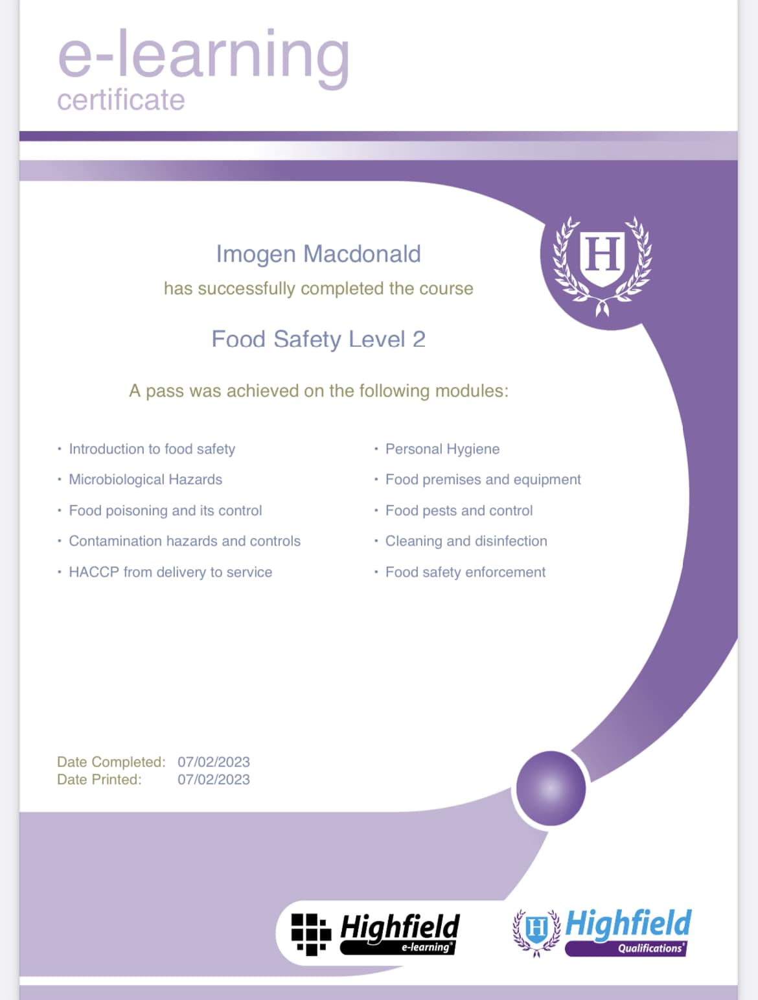 e-learning
certificate
H
Imogen Macdonald
has successfully completed the course
Food Safety Level 2
A pass was achieved on the following modules:
• Introduction to food safety
• Microbiological Hazards
• Food poisoning and its control
• Contamination hazards and controls
• HACCP from delivery to service
• Personal Hygiene
• Food premises and equipment
• Food pests and control
• Cleaning and disinfection
• Food safety enforcement
Date Completed: 07/02/2023
Date Printed: 07/02/2023
Highfield
e-learning®
H
Highfield
Qualifications®